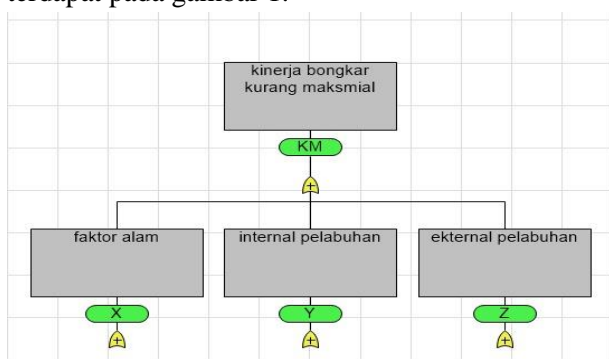 terdapat pada gambar 1.
kinerja bongkar
kurang maksmial
KM
faktor alam
internal pelabuhan
ekternal pelabuhan
X
Y
Z